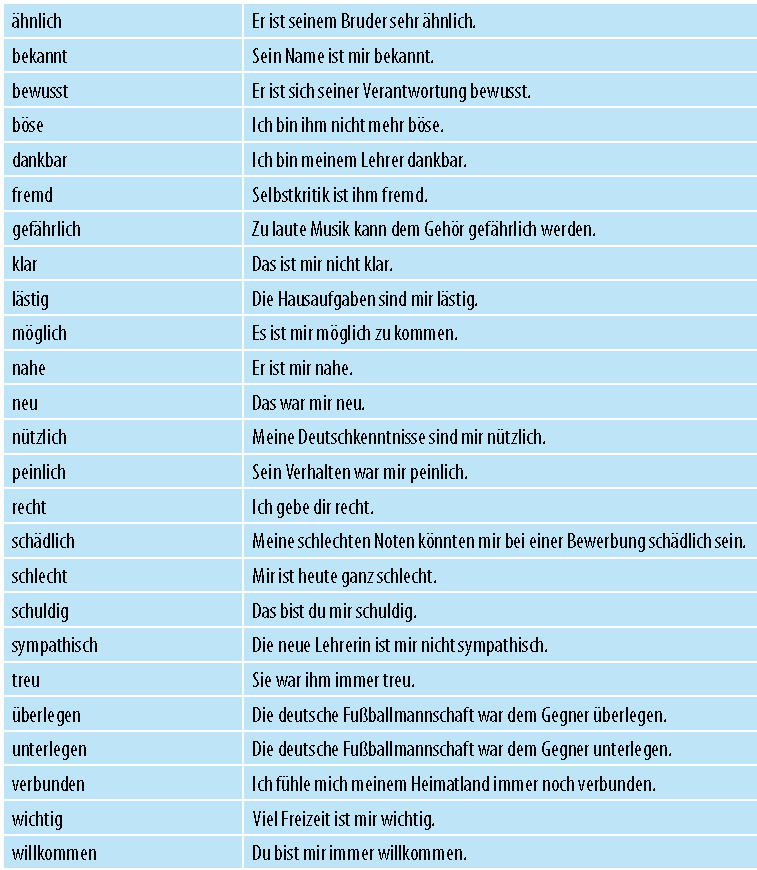 ähnlich Er ist seinem Bruder sehr ähnlich.
bekannt Sein Name ist mir bekannt.
bewusst Er ist sich seiner Verantwortung bewusst.
böse Ich bin ihm nicht mehr böse.
dankbar Ich bin meinem Lehrer dankbar.
fremd Selbstkritik ist ihm fremd.
gefährlich Zu laute Musik kann dem Gehör gefährlich werden.
klar Das ist mir nicht klar.
lästig Die Hausaufgaben sind mir lästig.
möglich Es ist mir möglich zu kommen.
nahe Er ist mir nahe.
neu Das war mir neu.
nützlich Meine Deutschkenntnisse sind mir nützlich.
peinlich Sein Verhalten war mir peinlich.
recht Ich gebe dir recht.
schädlich Meine schlechten Noten könnten mir bei einer Bewerbung schädlich sein.
schlecht Mir ist heute ganz schlecht.
schuldig Das bist du mir schuldig.
sympathisch Die neue Lehrerin ist mir nicht sympathisch.
treu Sie war ihm immer treu.
überlegen Die deutsche Fußballmannschaft war dem Gegner überlegen.
unterlegen Die deutsche Fußballmannschaft war dem Gegner unterlegen.
verbunden Ich fühle mich meinem Heimatland immer noch verbunden.
wichtig Viel Freizeit ist mir wichtig.
willkommen Du bist mir immer willkommen.